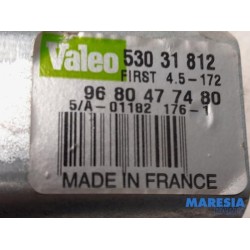 Valeo 530 31 812
FIRST 4.5-172
96 80 47 74 80
5/A-01182 176-1
MADE IN FRANCE
MARESIA